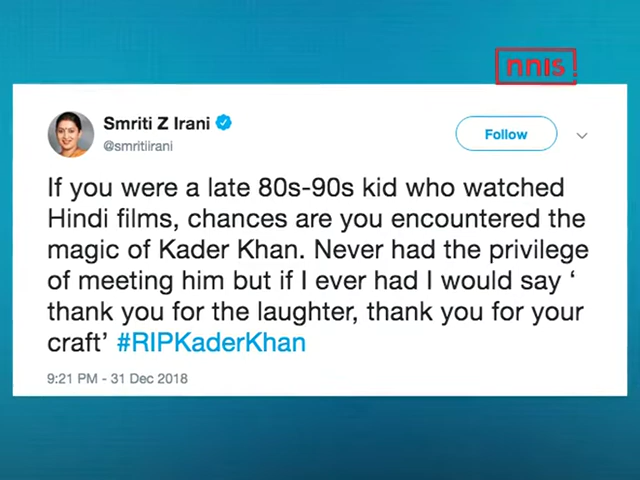 nnis
Smriti Z Irani
@smritiirani
Follow
If you were a late 80s-90s kid who watched
Hindi films, chances are you encountered the
magic of Kader Khan. Never had the privilege
of meeting him but if I ever had I would say ‘
thank you for the laughter, thank you for your
craft’ #RIPKaderKhan
9:21 PM - 31 Dec 2018